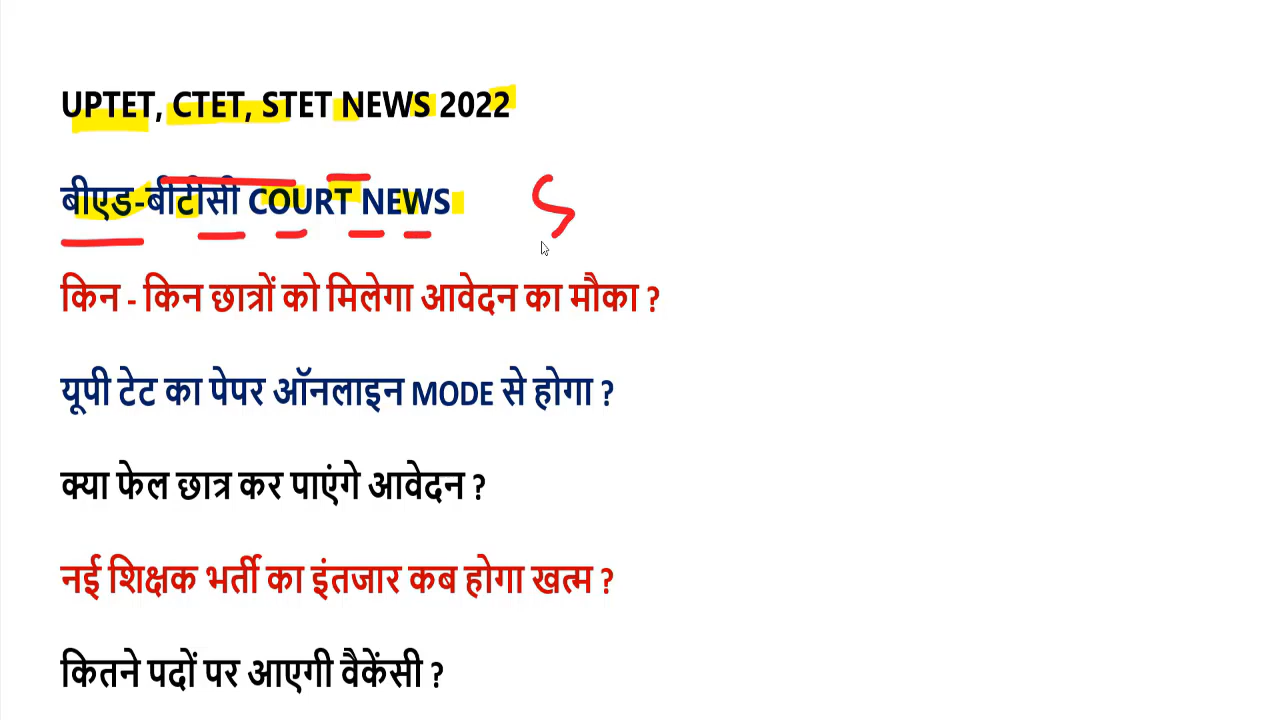 UPTET, CTET, STET NEWS 2022
बीएड-बीटीसी COURT NEWS
किन - किन छात्रों को मिलेगा आवेदन का मौका ?
यूपी टेट का पेपर ऑनलाइन MODE से होगा ?
क्या फेल छात्र कर पाएंगे आवेदन ?
नई शिक्षक भर्ती का इंतजार कब होगा खत्म ?
कितने पदों पर आएगी वैकेंसी ?